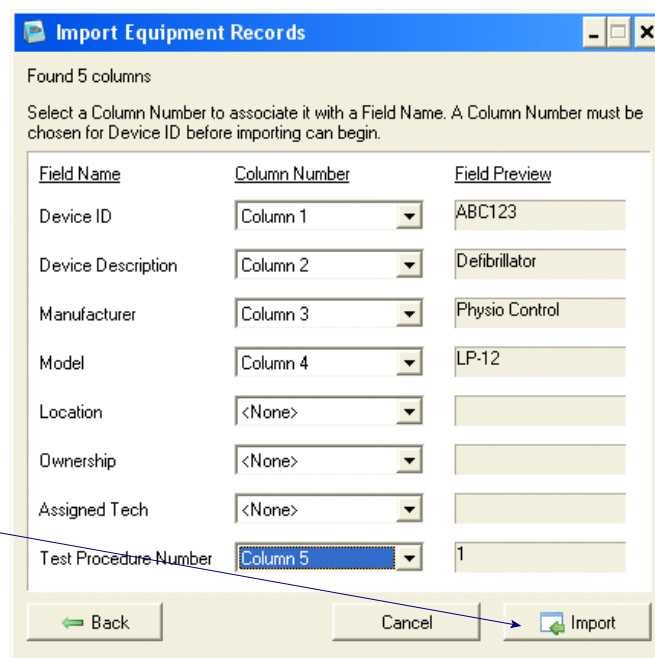 Import Equipment Records
Found 5 columns
Select a Column Number to associate it with a Field Name. A Column Number must be
chosen for Device ID before importing can begin.
Field Name Column Number Field Preview
Device ID Column 1 ABC123
Device Description Column 2 Defibrillator
Manufacturer Column 3 Physio Control
Model Column 4 LP-12
Location <None>
Ownership <None>
Assigned Tech <None>
Test Procedure Number Column 5 1
Back Cancel Import